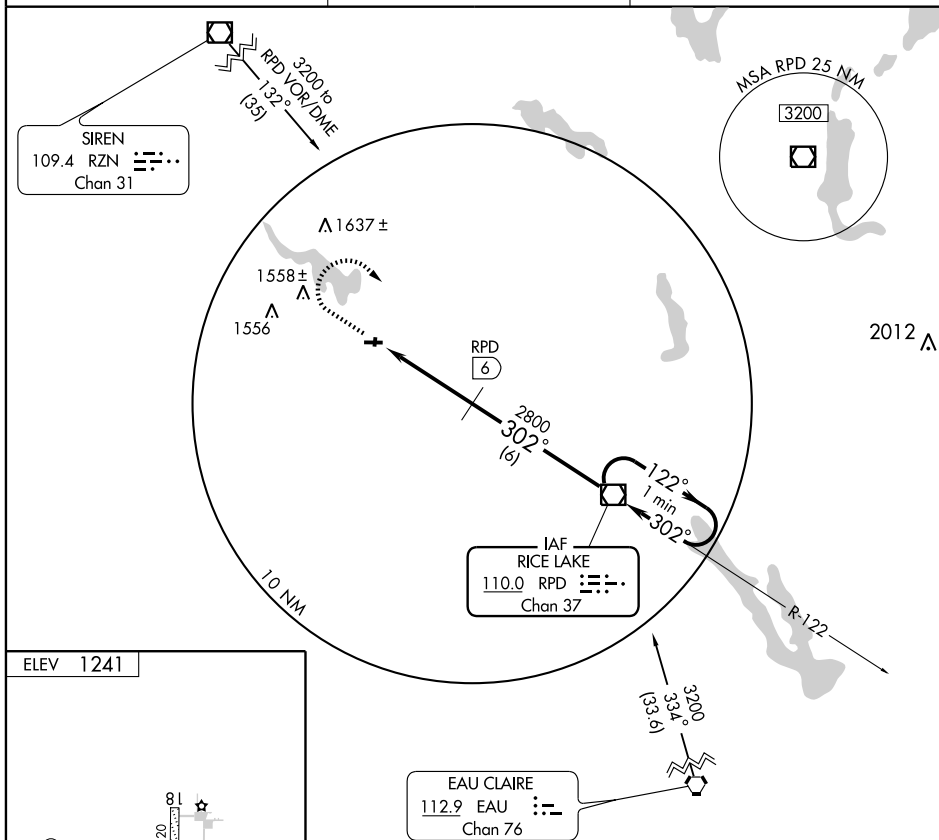 SIREN
109.4 RZN
Chan 31
3200 to
RPD VOR/DME
132°
(35)
MSA RPD 25 NM
3200
1637 ±
1558 ±
1556
2012
RPD
6
2800
302°
(6)
122°
1 min
302°
IAF
RICE LAKE
110.0 RPD
Chan 37
10 NM
R-122
3200
334°
(33.6)
EAU CLAIRE
112.9 EAU
Chan 76
ELEV 1241
18
20